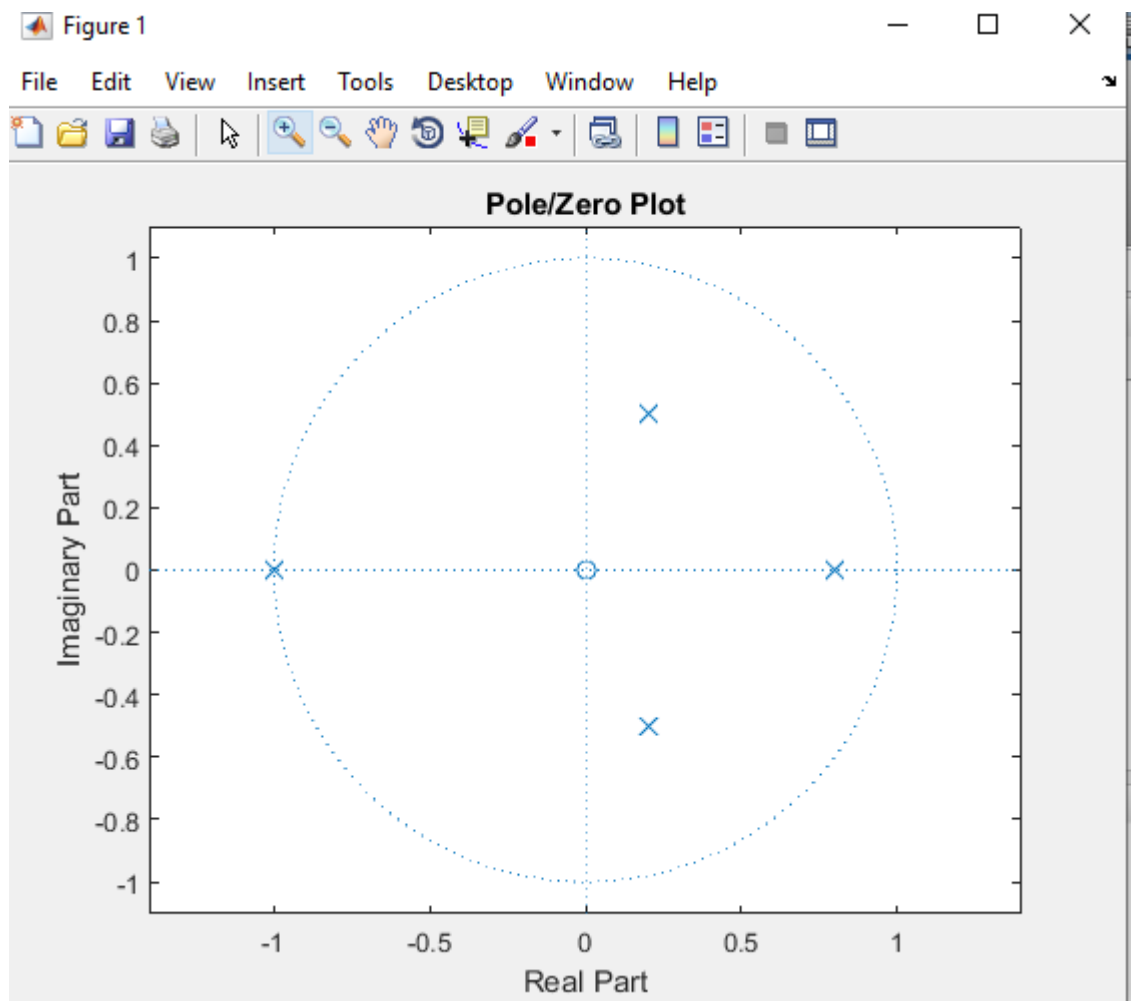 Figure 1
File Edit View Insert Tools Desktop Window Help
Pole/Zero Plot
1
0.8
0.6
0.4
0.2
0
-0.2
-0.4
-0.6
-0.8
-1
Imaginary Part
-1 -0.5 0 0.5 1
Real Part